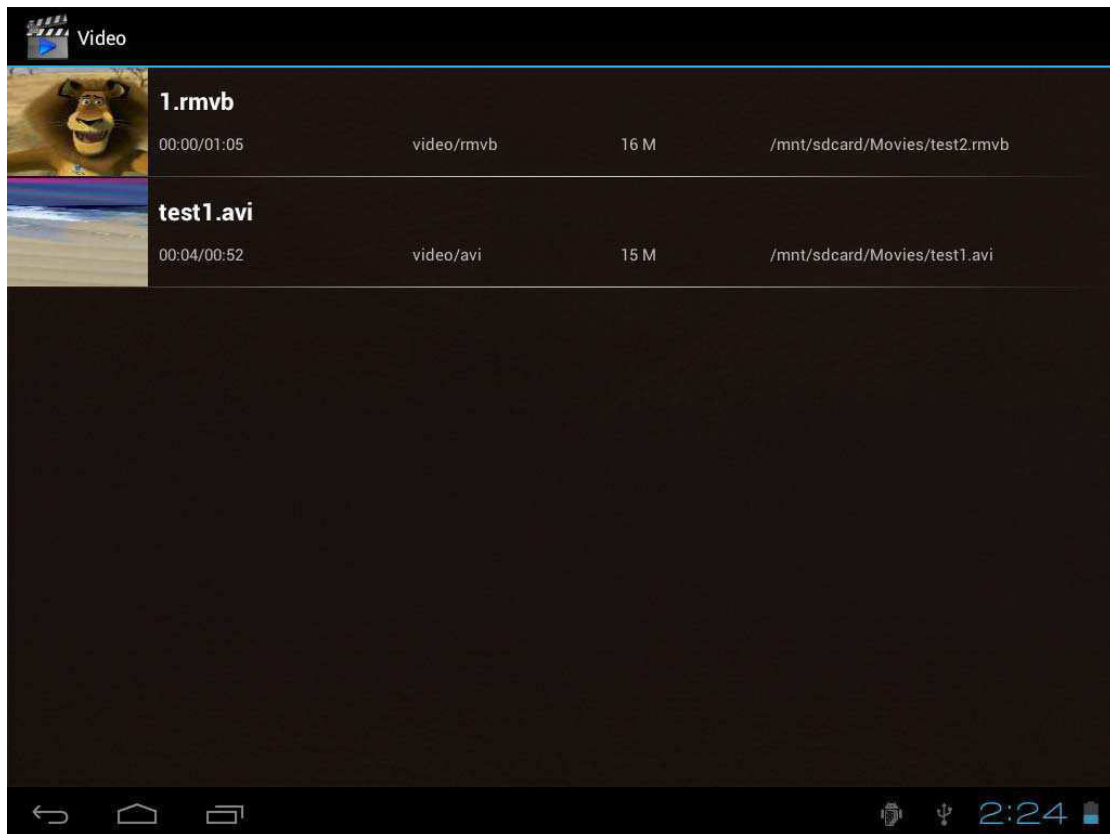 Video
1.rmvb
00:00/01:05 video/rmvb 16 M /mnt/sdcard/Movies/test2.rmvb
test1.avi
00:04/00:52 video/avi 15 M /mnt/sdcard/Movies/test1.avi
2:24